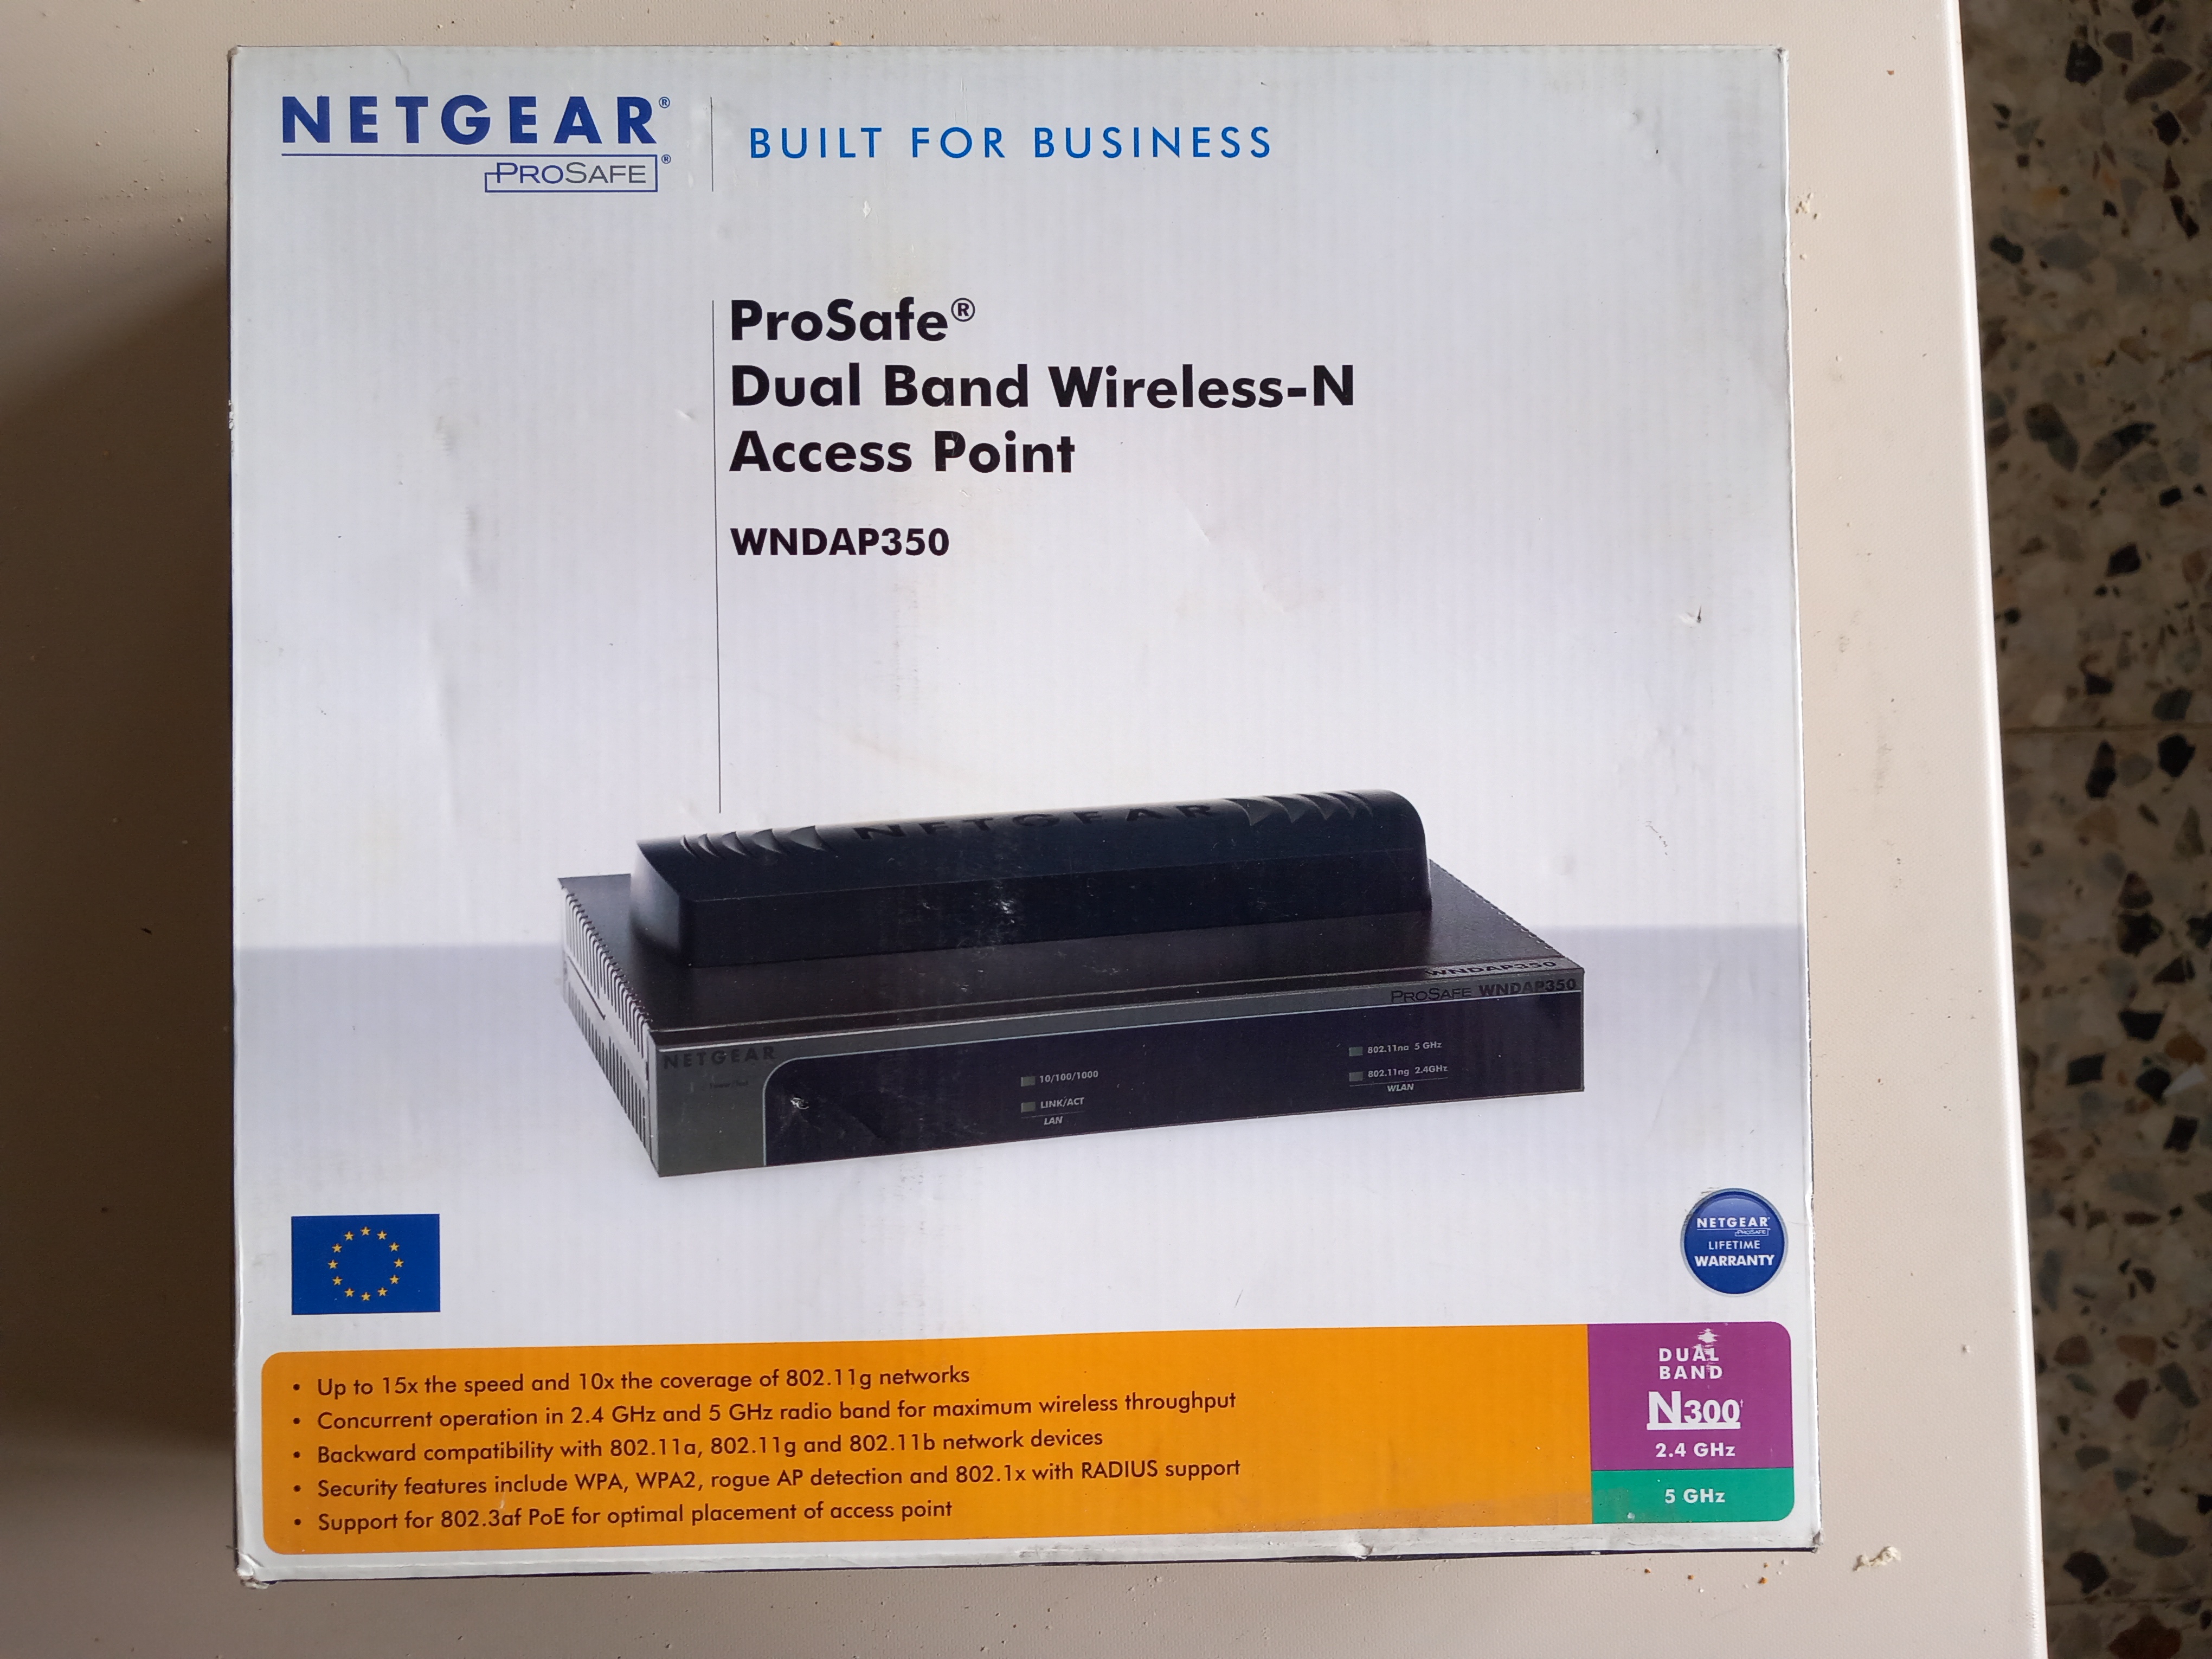 NETGEAR®
PROSAFE®
BUILT FOR BUSINESS
ProSafe®
Dual Band Wireless-N
Access Point
WNDAP350
NETGEAR
WNDAP350
PROSAFE WNDAP350
NETGEAR
10/100/1000
LINK/ACT
LAN
802.11na 5 GHz
802.11ng 2.4GHz
WLAN
NETGEAR
PROSAFE
LIFETIME
WARRANTY
• Up to 15x the speed and 10x the coverage of 802.11g networks
• Concurrent operation in 2.4 GHz and 5 GHz radio band for maximum wireless throughput
• Backward compatibility with 802.11a, 802.11g and 802.11b network devices
• Security features include WPA, WPA2, rogue AP detection and 802.1x with RADIUS support
• Support for 802.3af PoE for optimal placement of access point
DUAL
BAND
N300†
2.4 GHz
5 GHz